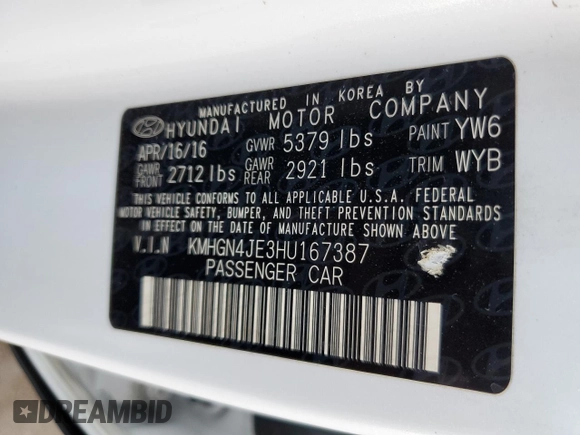 MANUFACTURED IN KOREA BY
HYUNDAI MOTOR COMPANY
APR/16/16 GVWR 5379 lbs PAINT YW6
GAWR FRONT 2712 lbs GAWR REAR 2921 lbs TRIM WYB
THIS VEHICLE CONFORMS TO ALL APPLICABLE U.S.A. FEDERAL
MOTOR VEHICLE SAFETY, BUMPER, AND THEFT PREVENTION
STANDARDS IN EFFECT ON THE DATE OF MANUFACTURE SHOWN ABOVE
V.I.N KMHGN4JE3HU167387
PASSENGER CAR
DREAMBID